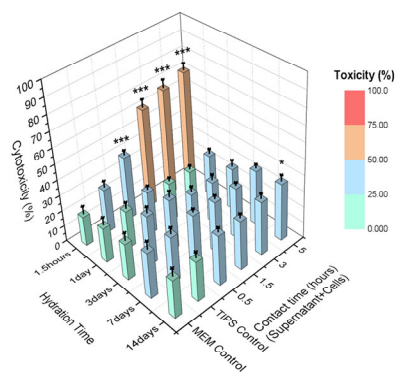 Toxicity (%)
100.0
75.00
50.00
25.00
0.000
Cytotoxicity (%)
100
90
80
70
60
50
40
30
20
10
0
***
***
***
***
*
1.5hours
1day
3days
7days
14days
Hydration Time
MEM Control
TIPS Control
0.5
1.5
3
5
Contact time (hours)
(Supernatant+Cells)